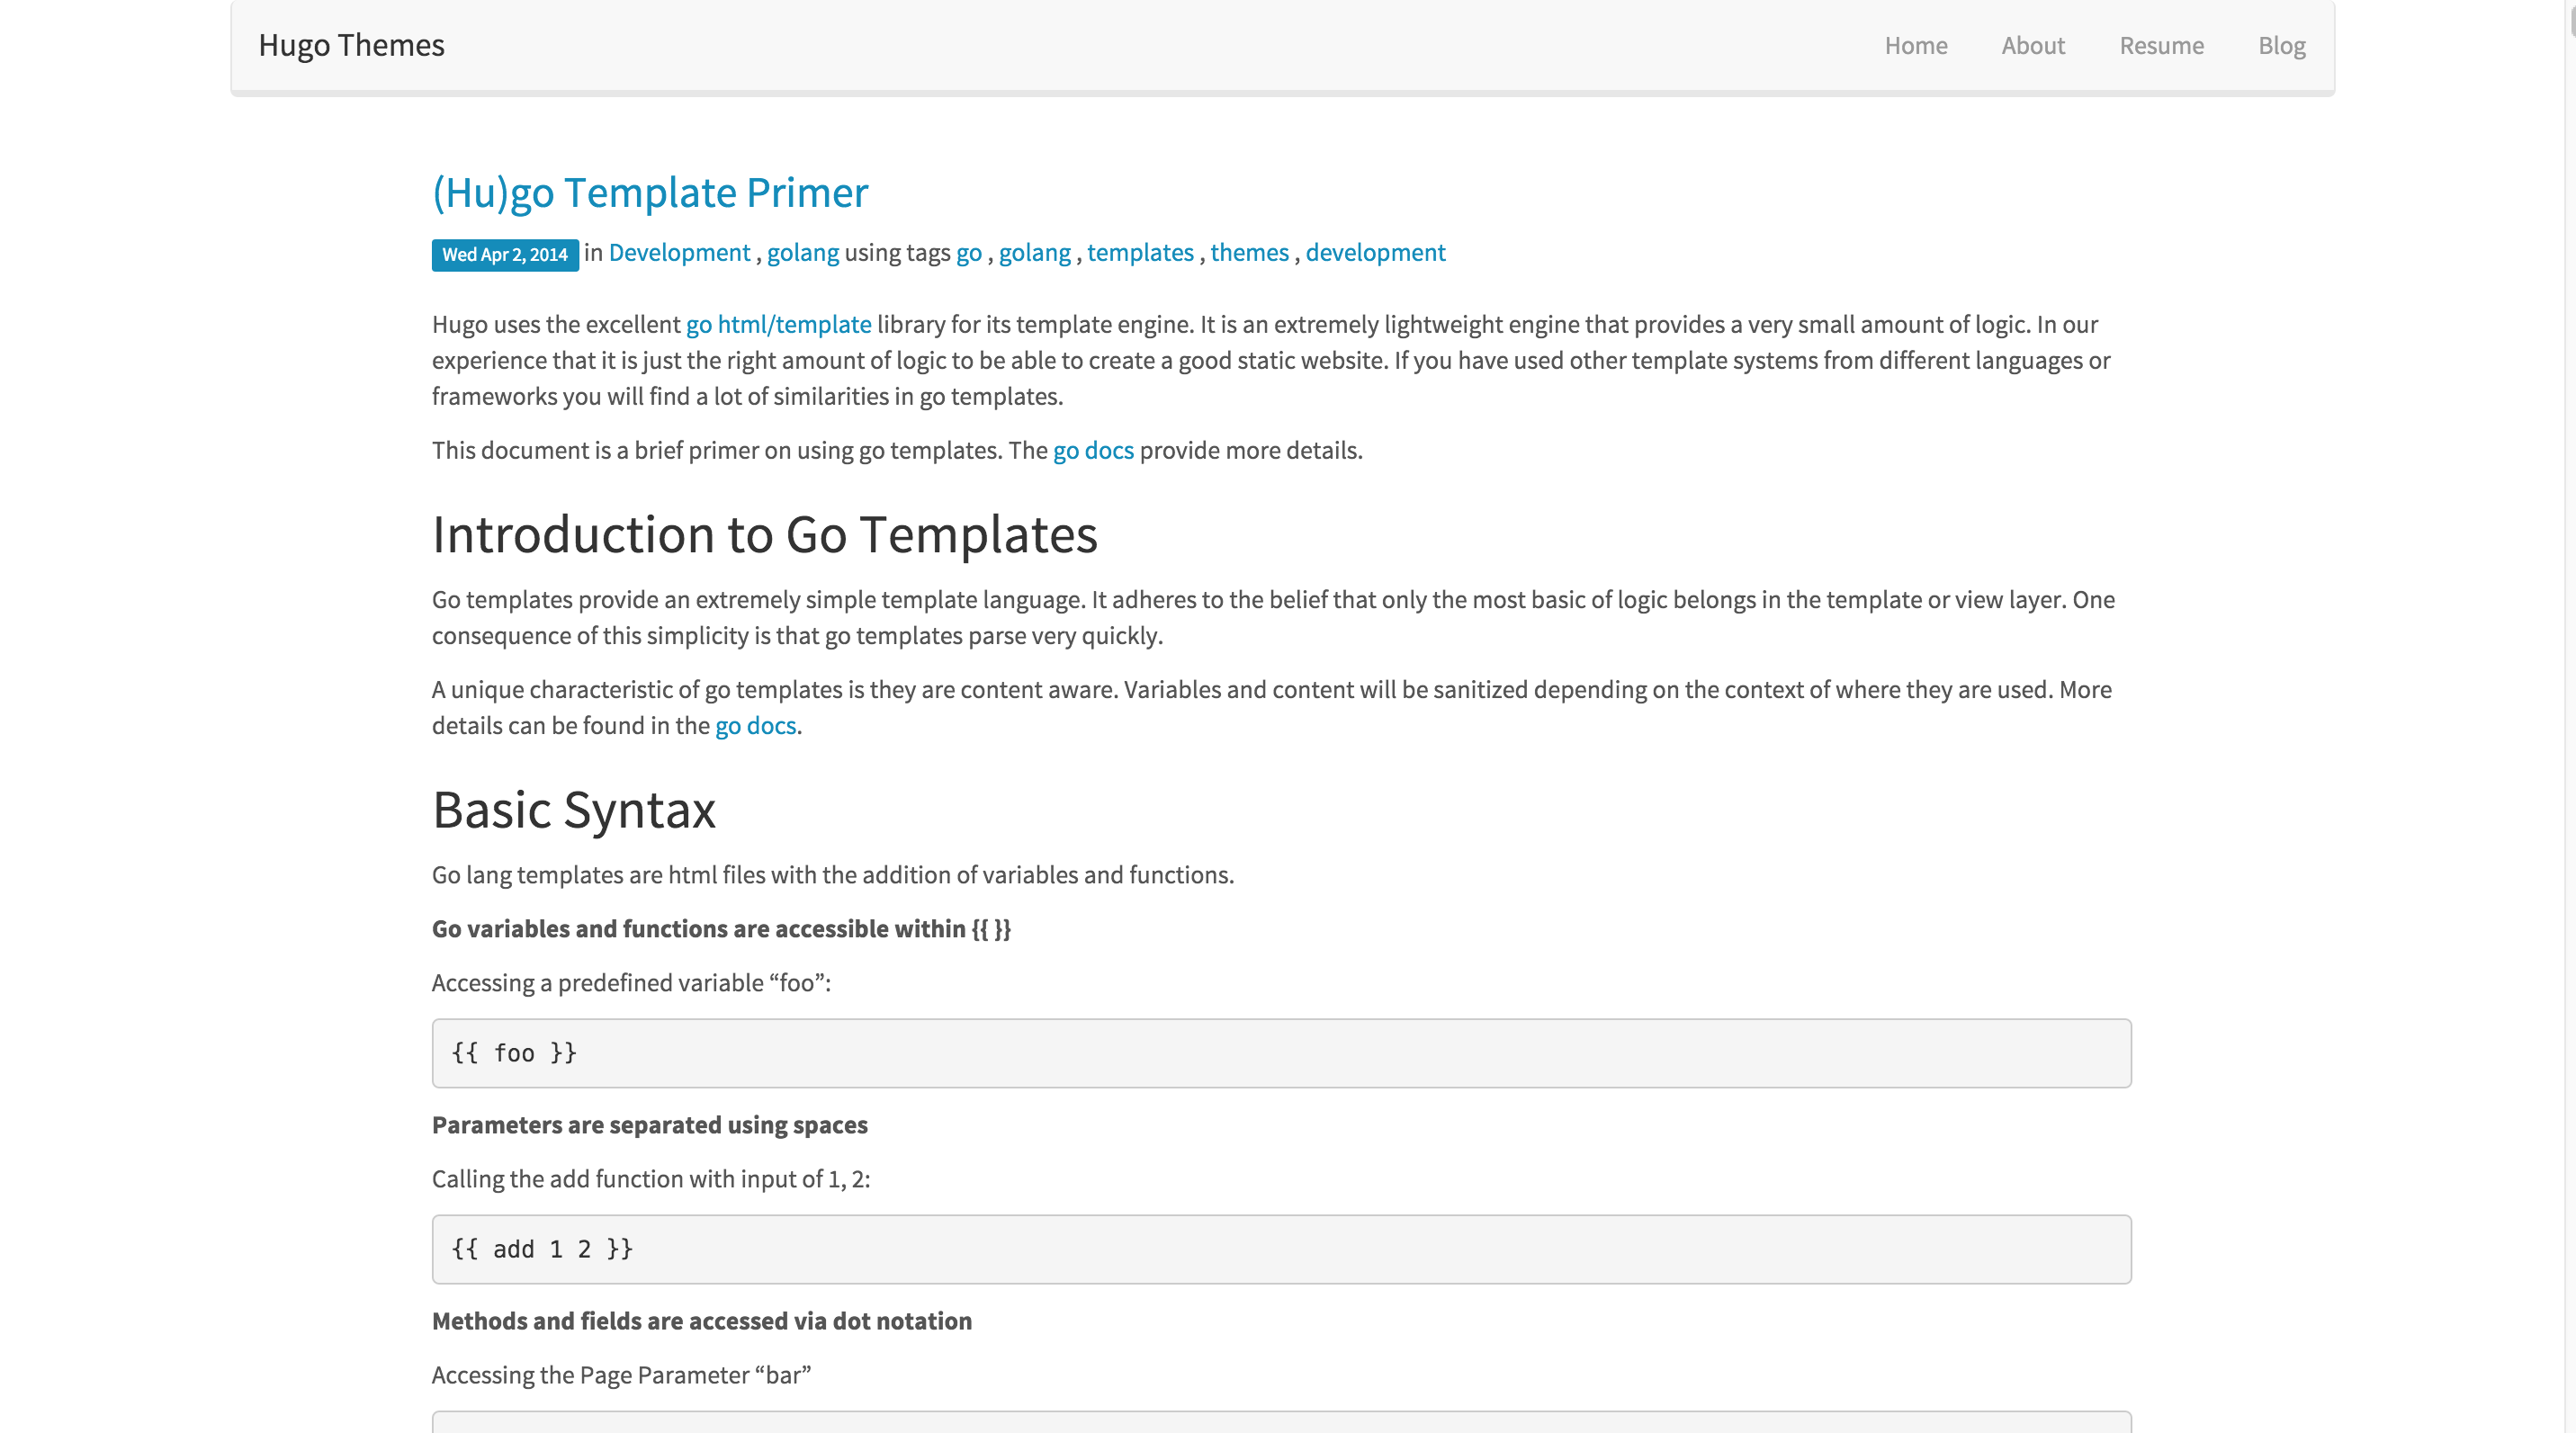 Hugo Themes Home About Resume Blog
(Hu)go Template Primer
Wed Apr 2, 2014 in Development , golang using tags go , golang , templates , themes , development
Hugo uses the excellent go html/template library for its template engine. It is an extremely lightweight engine that provides a very small amount of logic. In our
experience that it is just the right amount of logic to be able to create a good static website. If you have used other template systems from different languages or
frameworks you will find a lot of similarities in go templates.
This document is a brief primer on using go templates. The go docs provide more details.
Introduction to Go Templates
Go templates provide an extremely simple template language. It adheres to the belief that only the most basic of logic belongs in the template or view layer. One
consequence of this simplicity is that go templates parse very quickly.
A unique characteristic of go templates is they are content aware. Variables and content will be sanitized depending on the context of where they are used. More
details can be found in the go docs.
Basic Syntax
Go lang templates are html files with the addition of variables and functions.
Go variables and functions are accessible within {{ }}
Accessing a predefined variable “foo”:
{{ foo }}
Parameters are separated using spaces
Calling the add function with input of 1, 2:
{{ add 1 2 }}
Methods and fields are accessed via dot notation
Accessing the Page Parameter “bar”